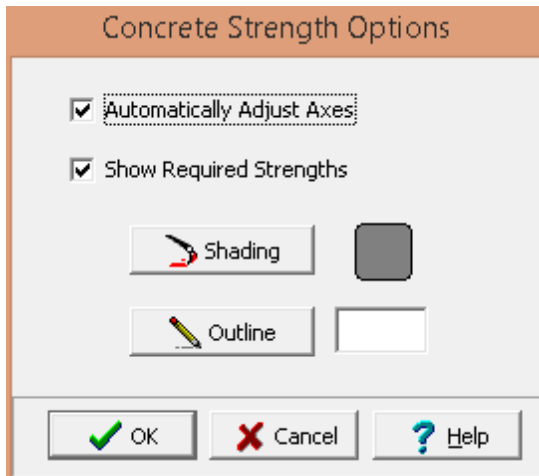 Concrete Strength Options
Automatically Adjust Axes
Show Required Strengths
Shading
Outline
OK Cancel Help